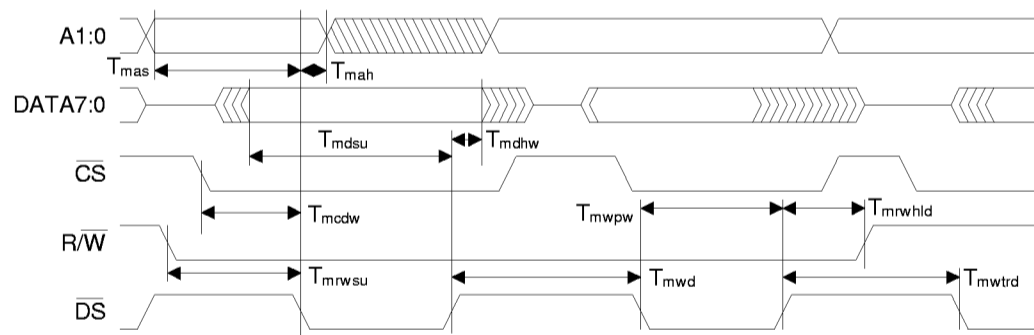 A1:0
Tmas
Tmah
DATA7:0
Tmdsu
Tmdhw
CS
Tmcdw
Tmwpw
Tmrwhld
R/W
Tmrwsu
Tmwd
Tmwtrd
DS